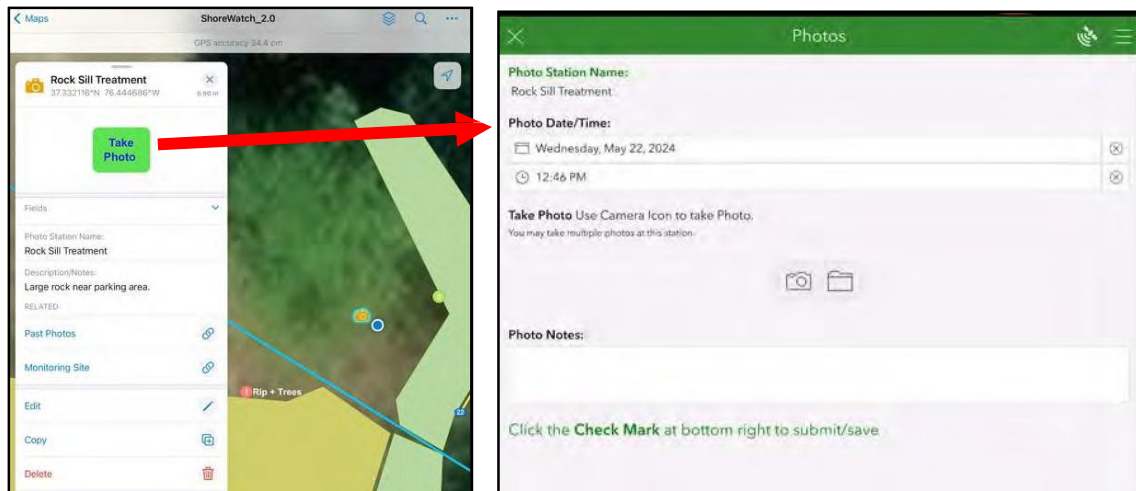 Maps
ShoreWatch_2.0
GPS accuracy 34.4 cm
Rock Sill Treatment
37.332116°N 76.444686°W
Take
Photo
Fields
Photo Station Name:
Rock Sill Treatment
Description/Notes:
Large rock near parking area.
RELATED
Past Photos
Monitoring Site
Edit
Copy
Delete
Rip + Trees
22
Photos
Photo Station Name:
Rock Sill Treatment
Photo Date/Time:
Wednesday, May 22, 2024
12:46 PM
Take Photo Use Camera Icon to take Photo.
You may take multiple photos at this station.
Photo Notes:
Click the Check Mark at bottom right to submit/save